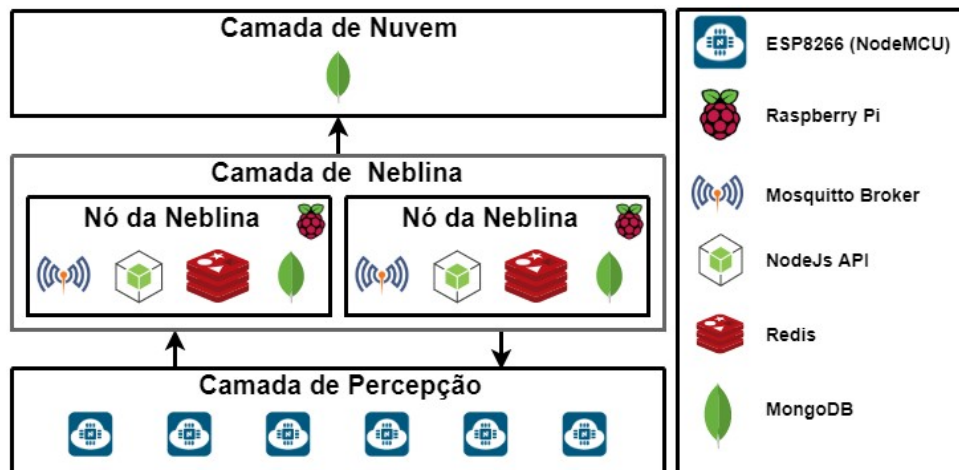 Camada de Nuvem
Camada de Neblina
Nó da Neblina
Nó da Neblina
Camada de Percepção
ESP8266 (NodeMCU)
Raspberry Pi
Mosquitto Broker
NodeJs API
Redis
MongoDB